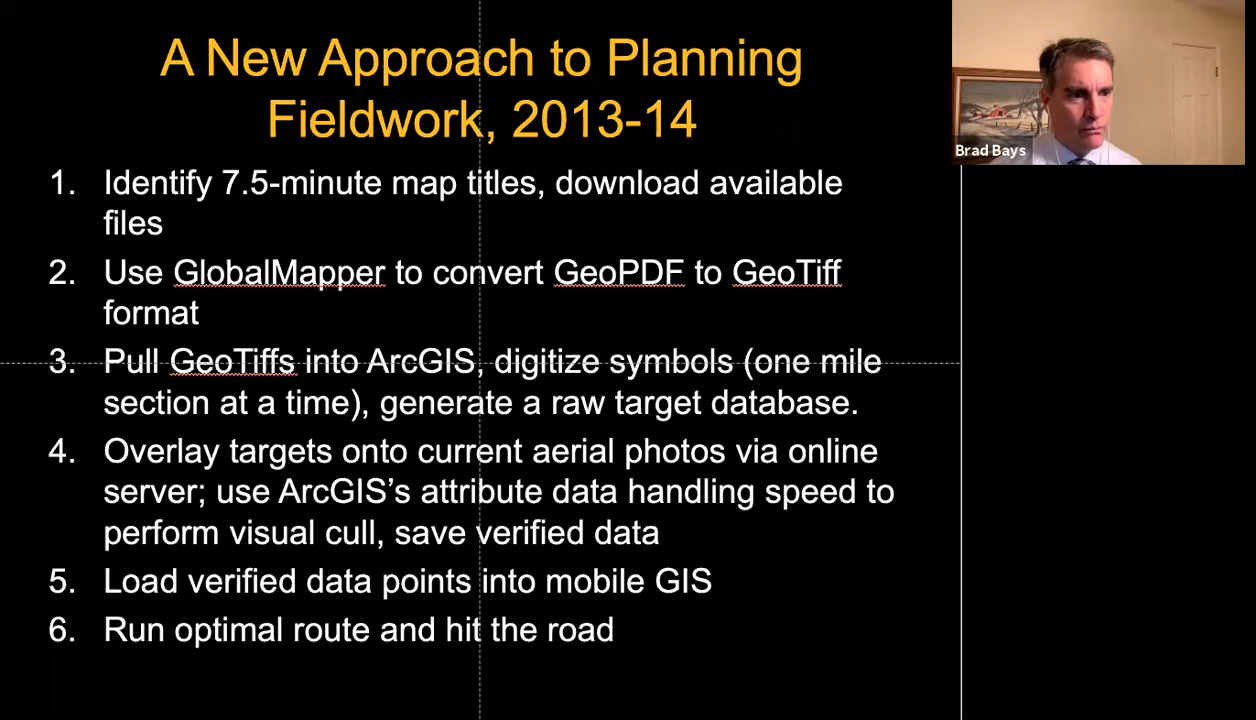 A New Approach to Planning
Fieldwork, 2013-14
1. Identify 7.5-minute map titles, download available
files
2. Use GlobalMapper to convert GeoPDF to GeoTiff
format
3. Pull GeoTiffs into ArcGIS, digitize symbols (one mile
section at a time), generate a raw target database.
4. Overlay targets onto current aerial photos via online
server; use ArcGIS’s attribute data handling speed to
perform visual cull, save verified data
5. Load verified data points into mobile GIS
6. Run optimal route and hit the road
Brad Bays